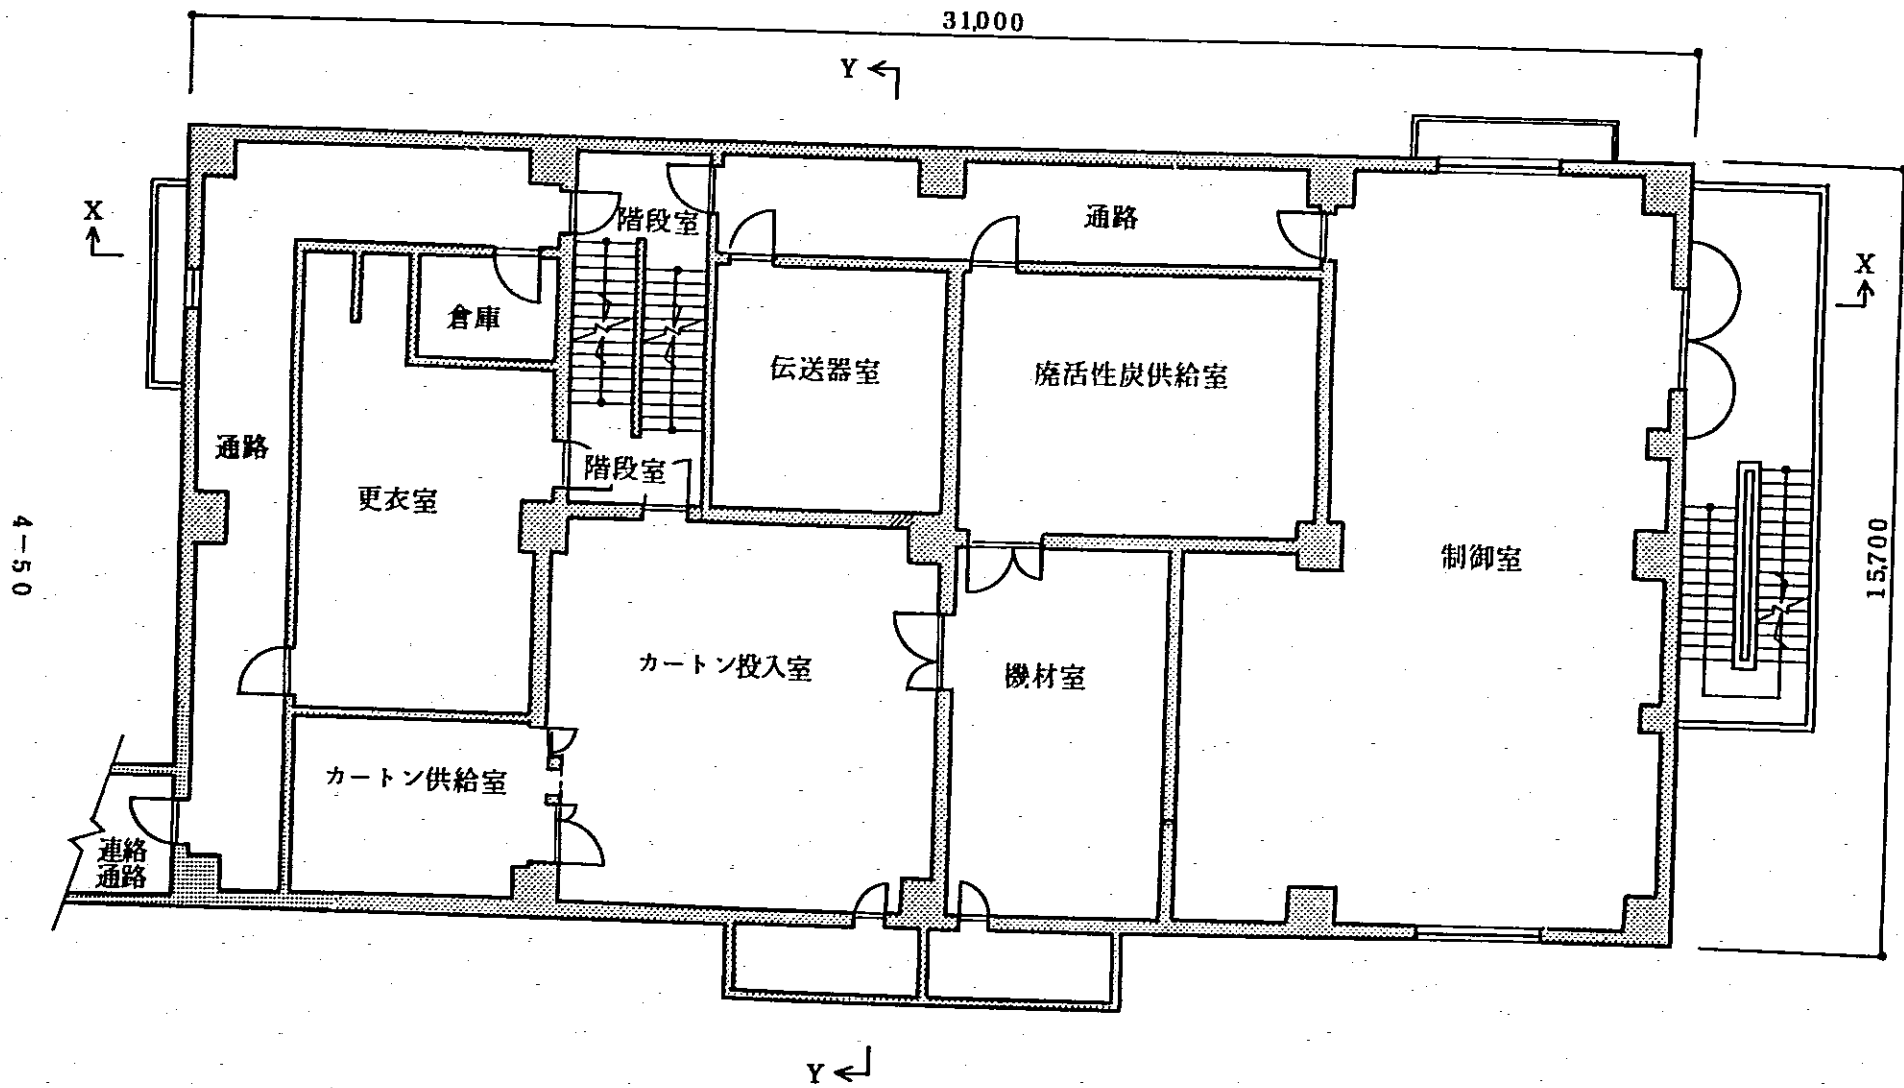 31,000
Y
X
階段室
通路
X
倉庫
伝送器室
廃活性炭供給室
通路
階段室
更衣室
4-50
制御室
15,700
カートン投入室
機材室
カートン供給室
連絡
通路
Y